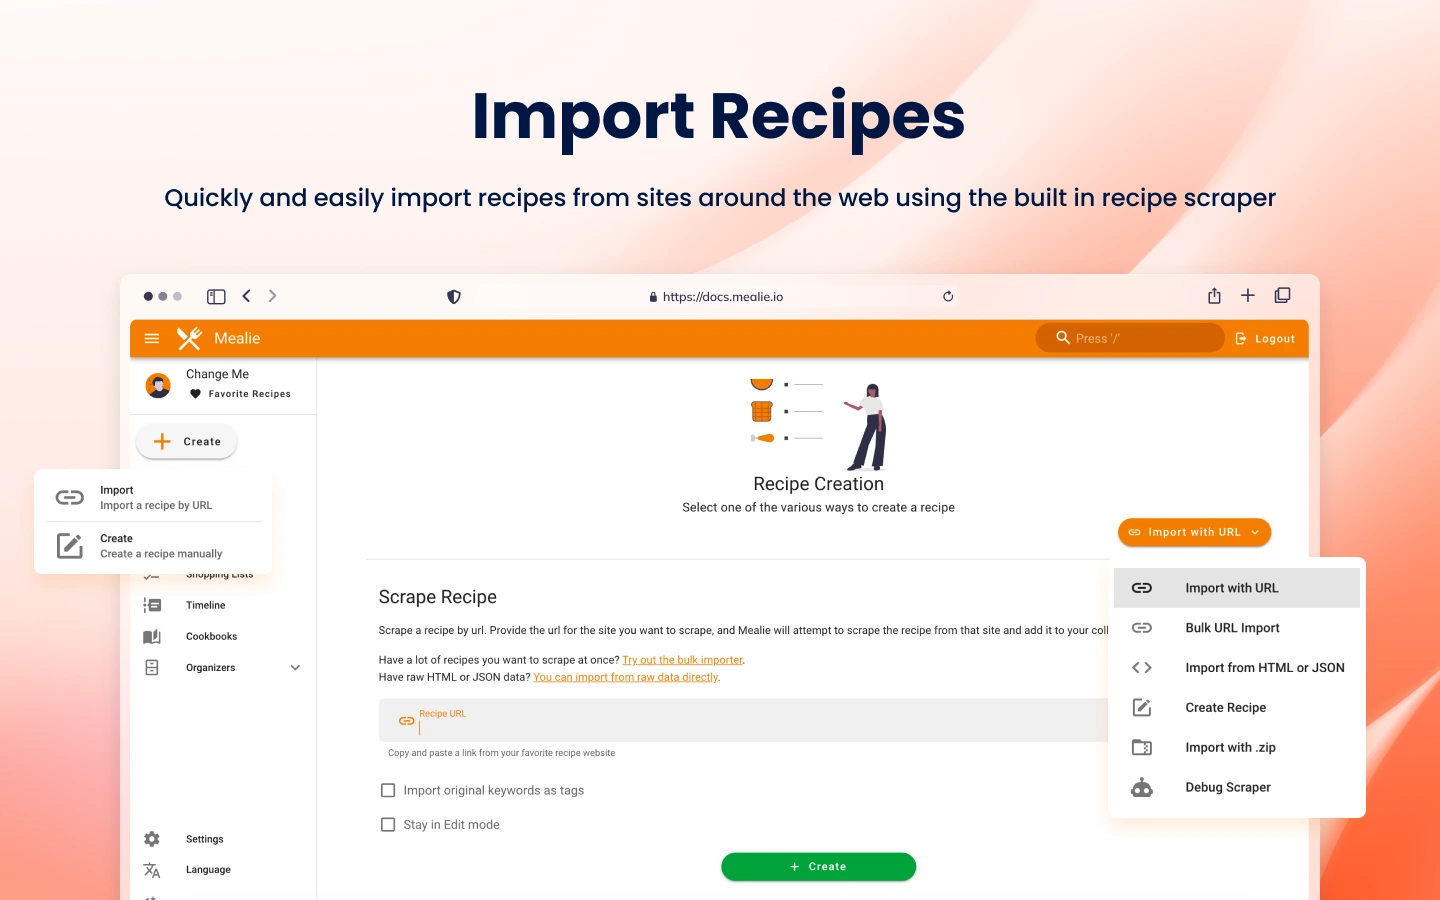 Import Recipes
Quickly and easily import recipes from sites around the web using the built in recipe scraper
https://docs.mealie.io
Mealie
Press '/'
Logout
Change Me
Favorite Recipes
Create
Import
Import a recipe by URL
Create
Create a recipe manually
Shopping Lists
Timeline
Cookbooks
Organizers
Settings
Language
Recipe Creation
Select one of the various ways to create a recipe
Import with URL
Scrape Recipe
Scrape a recipe by url. Provide the url for the site you want to scrape, and Mealie will attempt to scrape the recipe from that site and add it to your coll
Have a lot of recipes you want to scrape at once? Try out the bulk importer.
Have raw HTML or JSON data? You can import from raw data directly.
Recipe URL
Copy and paste a link from your favorite recipe website
Import original keywords as tags
Stay in Edit mode
Create
Import with URL
Bulk URL Import
Import from HTML or JSON
Create Recipe
Import with .zip
Debug Scraper